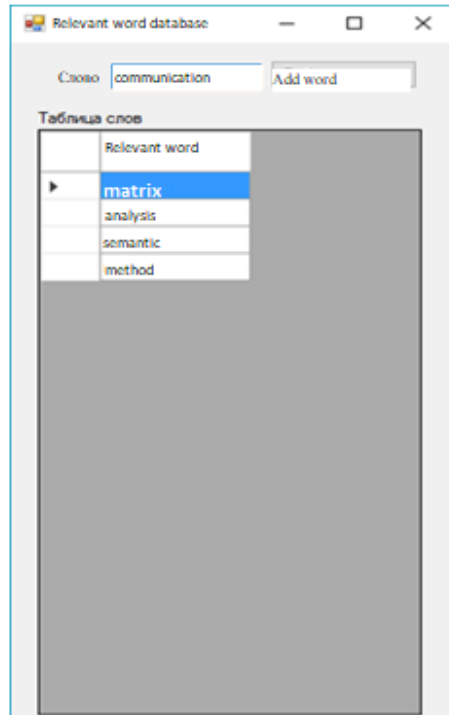 Relevant word database
Слово communication Add word
Таблица слов
Relevant word
matrix
analysis
semantic
method